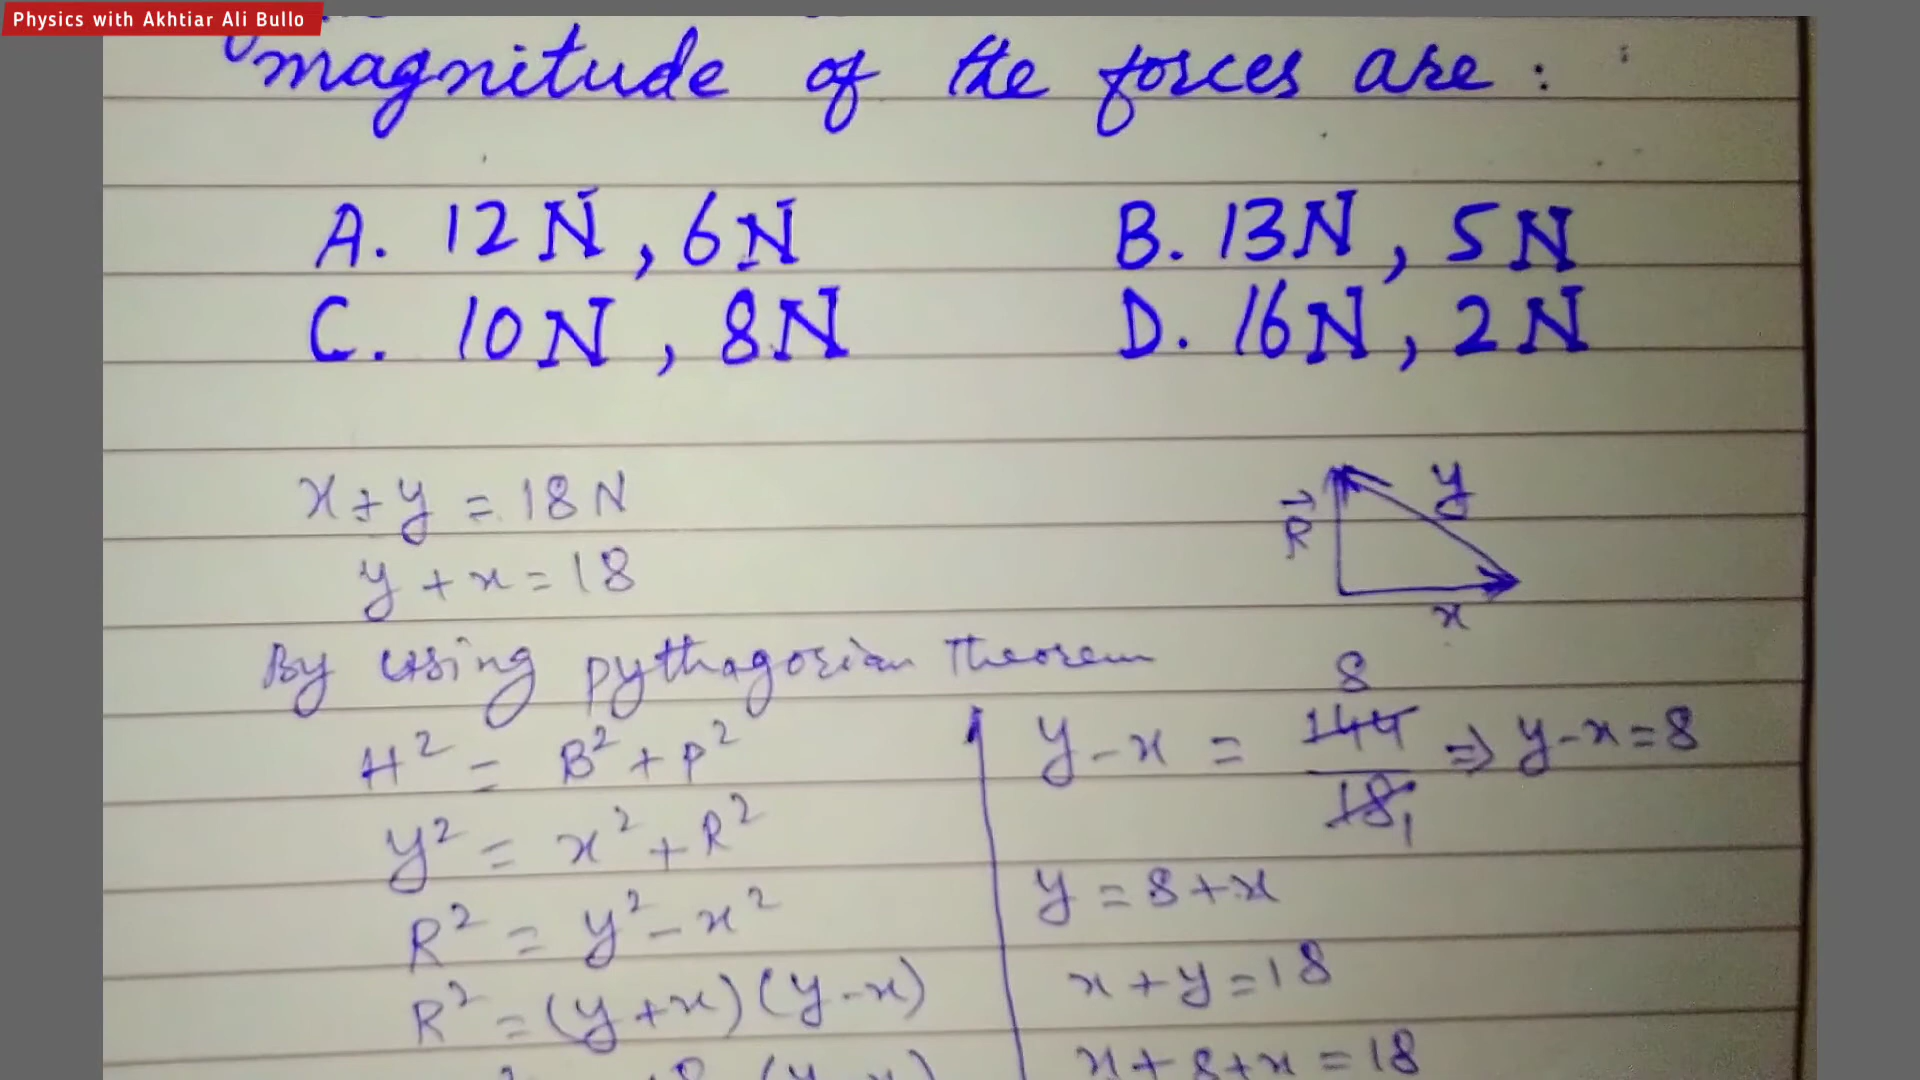 Physics with Akhtiar Ali Bullo
magnitude of the forces are :
A. 12N, 6N B. 13N, 5N
C. 10N, 8N D. 16N, 2N
x+y = 18N
y+x=18
R y
x
By using pythagorian Theorem
H² = B²+P²
y² = x²+R²
R² = y²-x²
R² = (y+x)(y-x)
8
y-x = 144/18 1 ⇒ y-x=8
y = 8+x
x+y=18
x+8+x=18